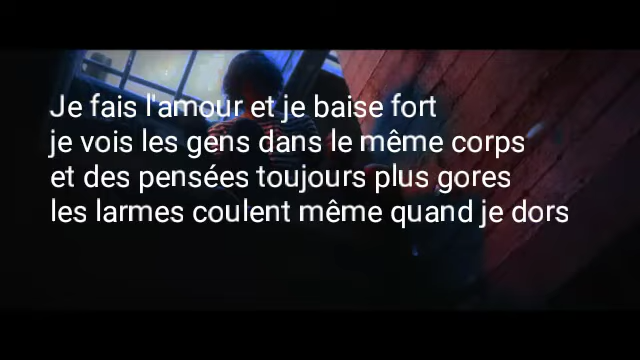 Je fais l'amour et je baise fort
je vois les gens dans le même corps
et des pensées toujours plus gores
les larmes coulent même quand je dors